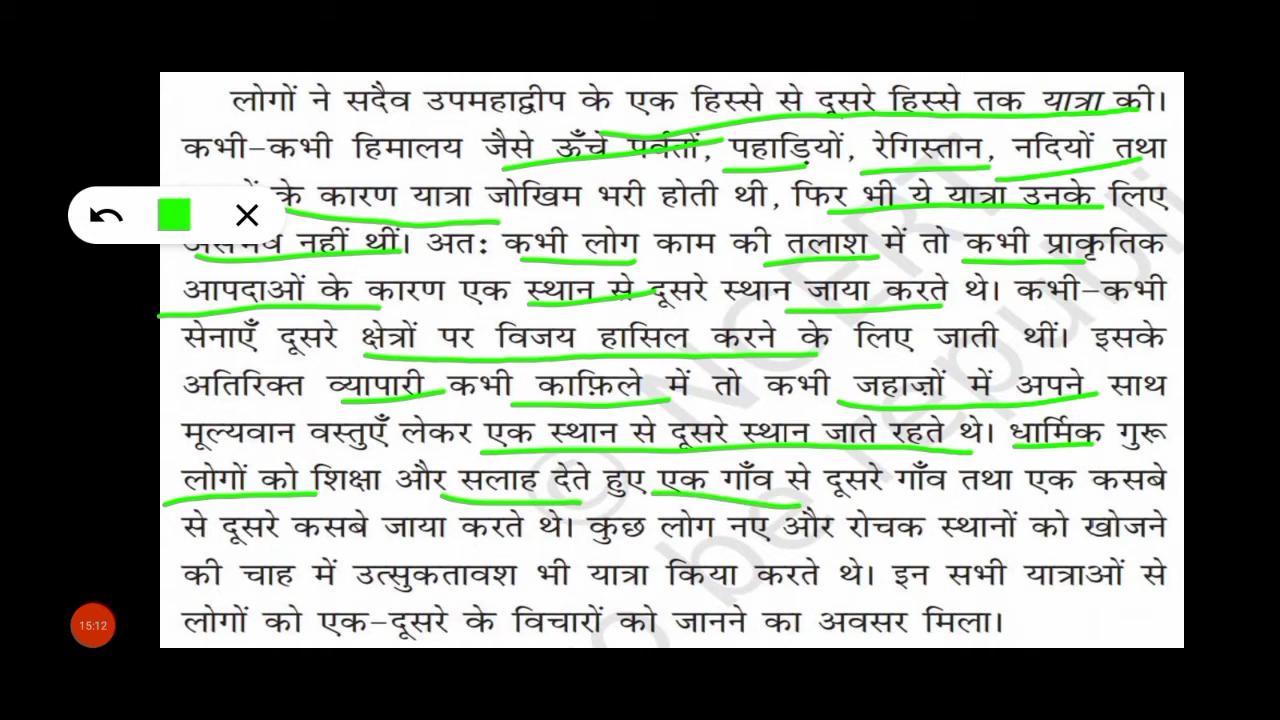 लोगों ने सदैव उपमहाद्वीप के एक हिस्से से दूसरे हिस्से तक यात्रा की।
कभी-कभी हिमालय जैसे ऊँचे पर्वतों, पहाड़ियों, रेगिस्तान, नदियों तथा
के कारण यात्रा जोखिम भरी होती थी, फिर भी ये यात्रा उनके लिए
नहीं थीं। अतः कभी लोग काम की तलाश में तो कभी प्राकृतिक
आपदाओं के कारण एक स्थान से दूसरे स्थान जाया करते थे। कभी-कभी
सेनाएँ दूसरे क्षेत्रों पर विजय हासिल करने के लिए जाती थीं। इसके
अतिरिक्त व्यापारी कभी काफ़िले में तो कभी जहाज़ों में अपने साथ
मूल्यवान वस्तुएँ लेकर एक स्थान से दूसरे स्थान जाते रहते थे। धार्मिक गुरू
लोगों को शिक्षा और सलाह देते हुए एक गाँव से दूसरे गाँव तथा एक कसबे
से दूसरे कसबे जाया करते थे। कुछ लोग नए और रोचक स्थानों को खोजने
की चाह में उत्सुकतावश भी यात्रा किया करते थे। इन सभी यात्राओं से
लोगों को एक-दूसरे के विचारों को जानने का अवसर मिला।
15:12
© NCERT
be republi